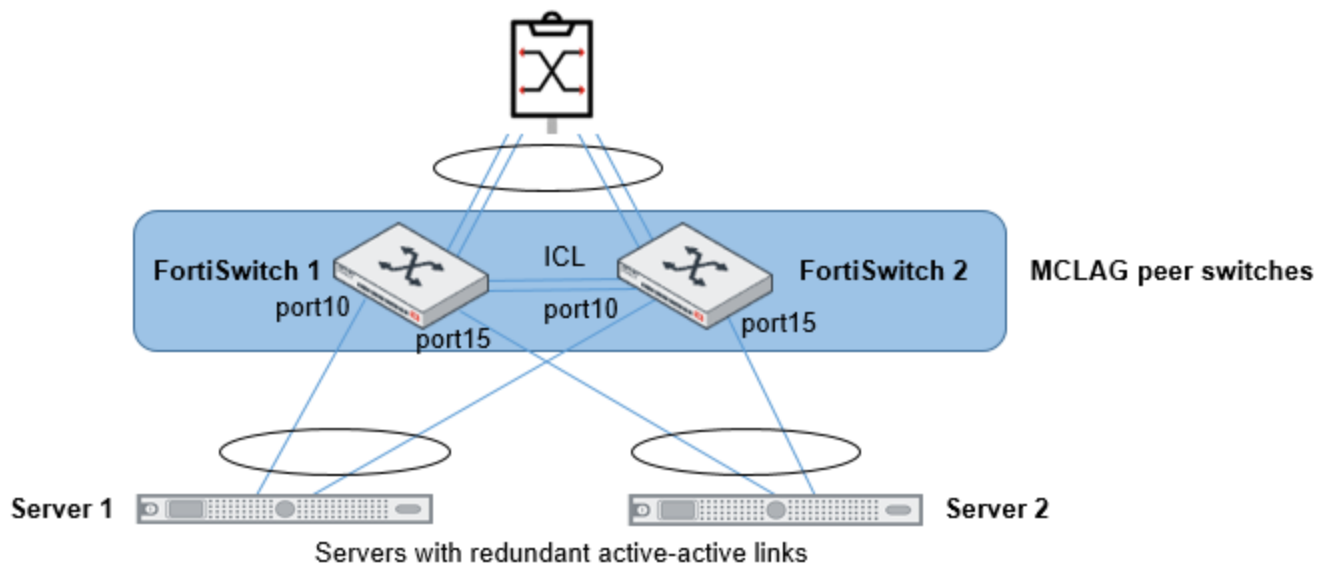 ICL
FortiSwitch 1
FortiSwitch 2
MCLAG peer switches
port10
port10
port15
port15
Server 1
Server 2
Servers with redundant active-active links